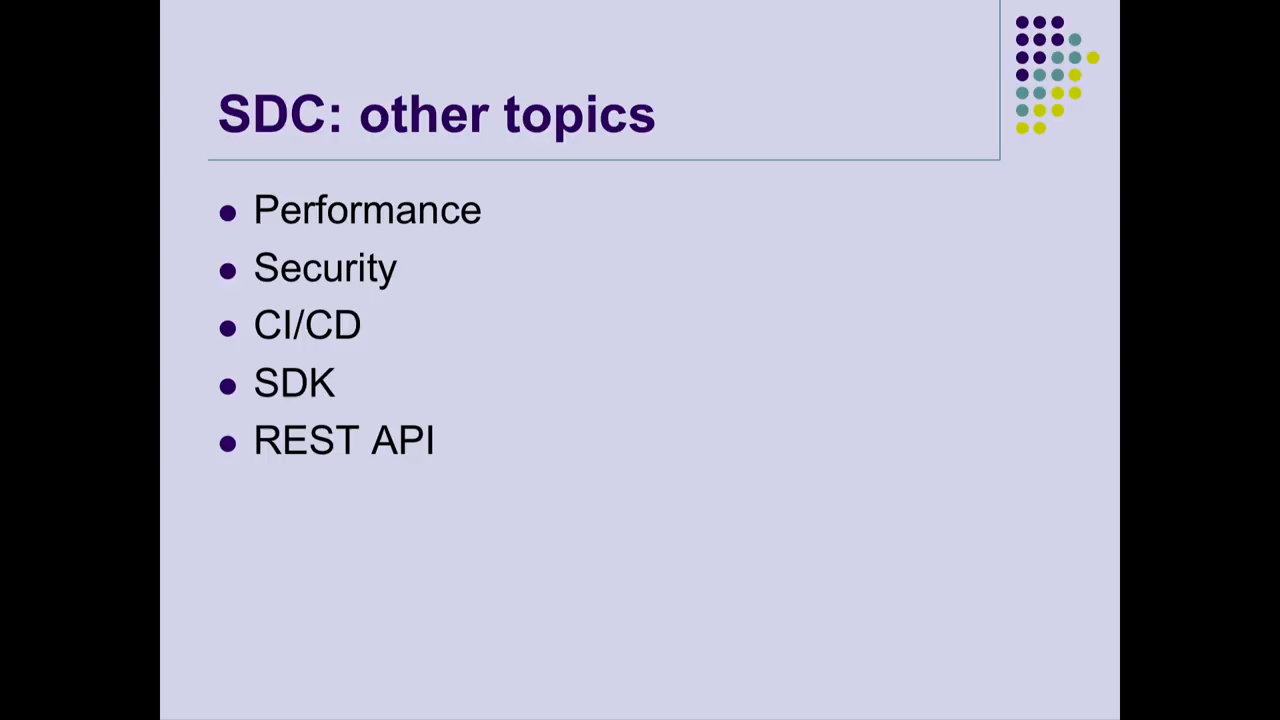 SDC: other topics
Performance
Security
CI/CD
SDK
REST API